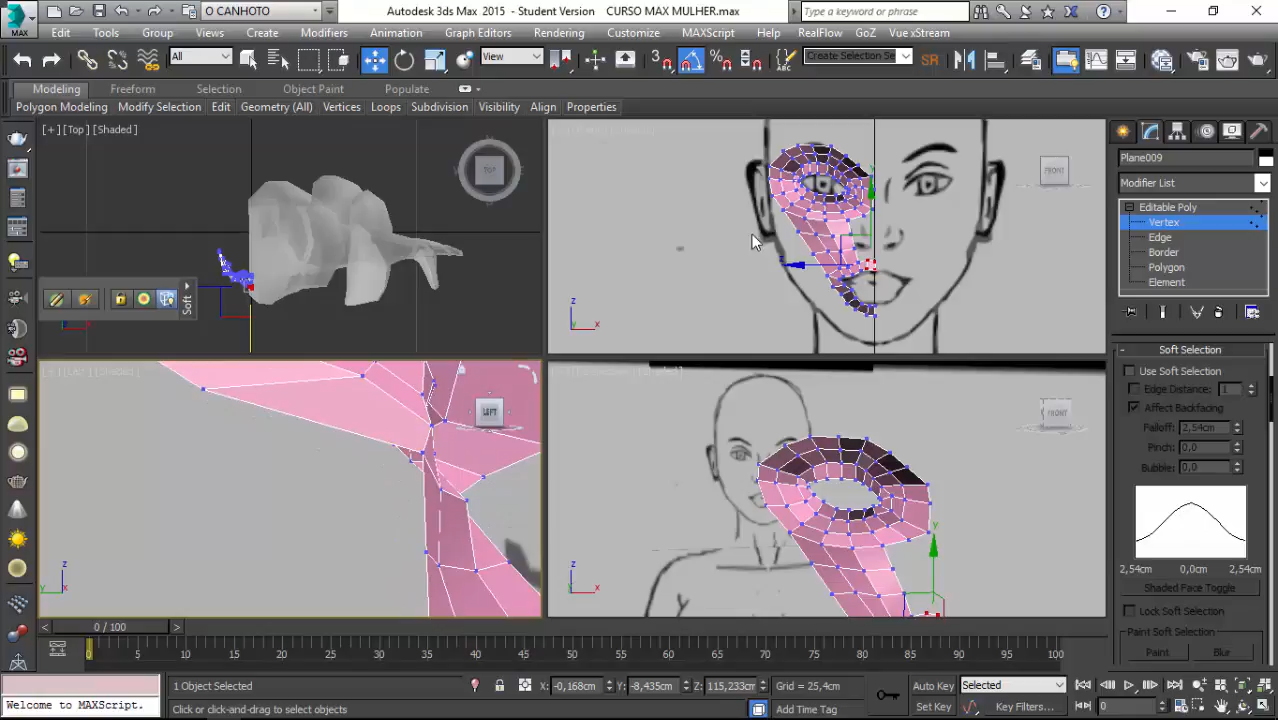 MAX
O CANHOTO
Autodesk 3ds Max 2015 - Student Version
CURSO MAX MULHER.max
Type a keyword or phrase
Edit Tools Group Views Create Modifiers Animation Graph Editors Rendering Customize MAXScript Help RealFlow GoZ Vue xStream
All
View
Create Selection Se
SR
Modeling Freeform Selection Object Paint Populate
Polygon Modeling Modify Selection Edit Geometry (All) Vertices Loops Subdivision Visibility Align Properties
[+] [Top] [Shaded]
TOP
FRONT
Plane009
Modifier List
Editable Poly
Vertex
Edge
Border
Polygon
Element
Soft
z
x
LEFT
z
y
x
FRONT
y
z
x
Soft Selection
Use Soft Selection
Edge Distance: 1
Affect Backfacing
Falloff: 2,54cm
Pinch: 0,0
Bubble: 0,0
2,54cm 0,0cm 2,54cm
Shaded Face Toggle
Lock Soft Selection
Paint Soft Selection
Paint Blur
0 / 100
0 5 10 15 20 25 30 35 40 45 50 55 60 65 70 75 80 85 90 95 100
1 Object Selected
X: -0,168cm Y: -8,435cm Z: 115,233cm
Grid = 25,4cm
Auto Key
Selected
Welcome to MAXScript.
Click or click-and-drag to select objects
Add Time Tag
Set Key
Key Filters...
0